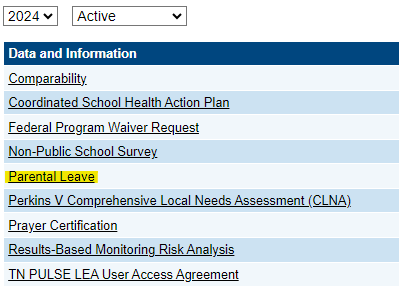 2024 Active
Data and Information
Comparability
Coordinated School Health Action Plan
Federal Program Waiver Request
Non-Public School Survey
Parental Leave
Perkins V Comprehensive Local Needs Assessment (CLNA)
Prayer Certification
Results-Based Monitoring Risk Analysis
TN PULSE LEA User Access Agreement